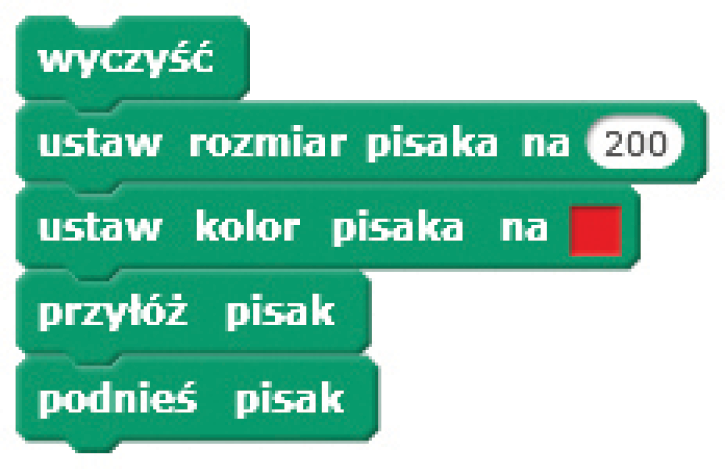 wyczyść
ustaw rozmiar pisaka na 200
ustaw kolor pisaka na
przyłóż pisak
podnieś pisak